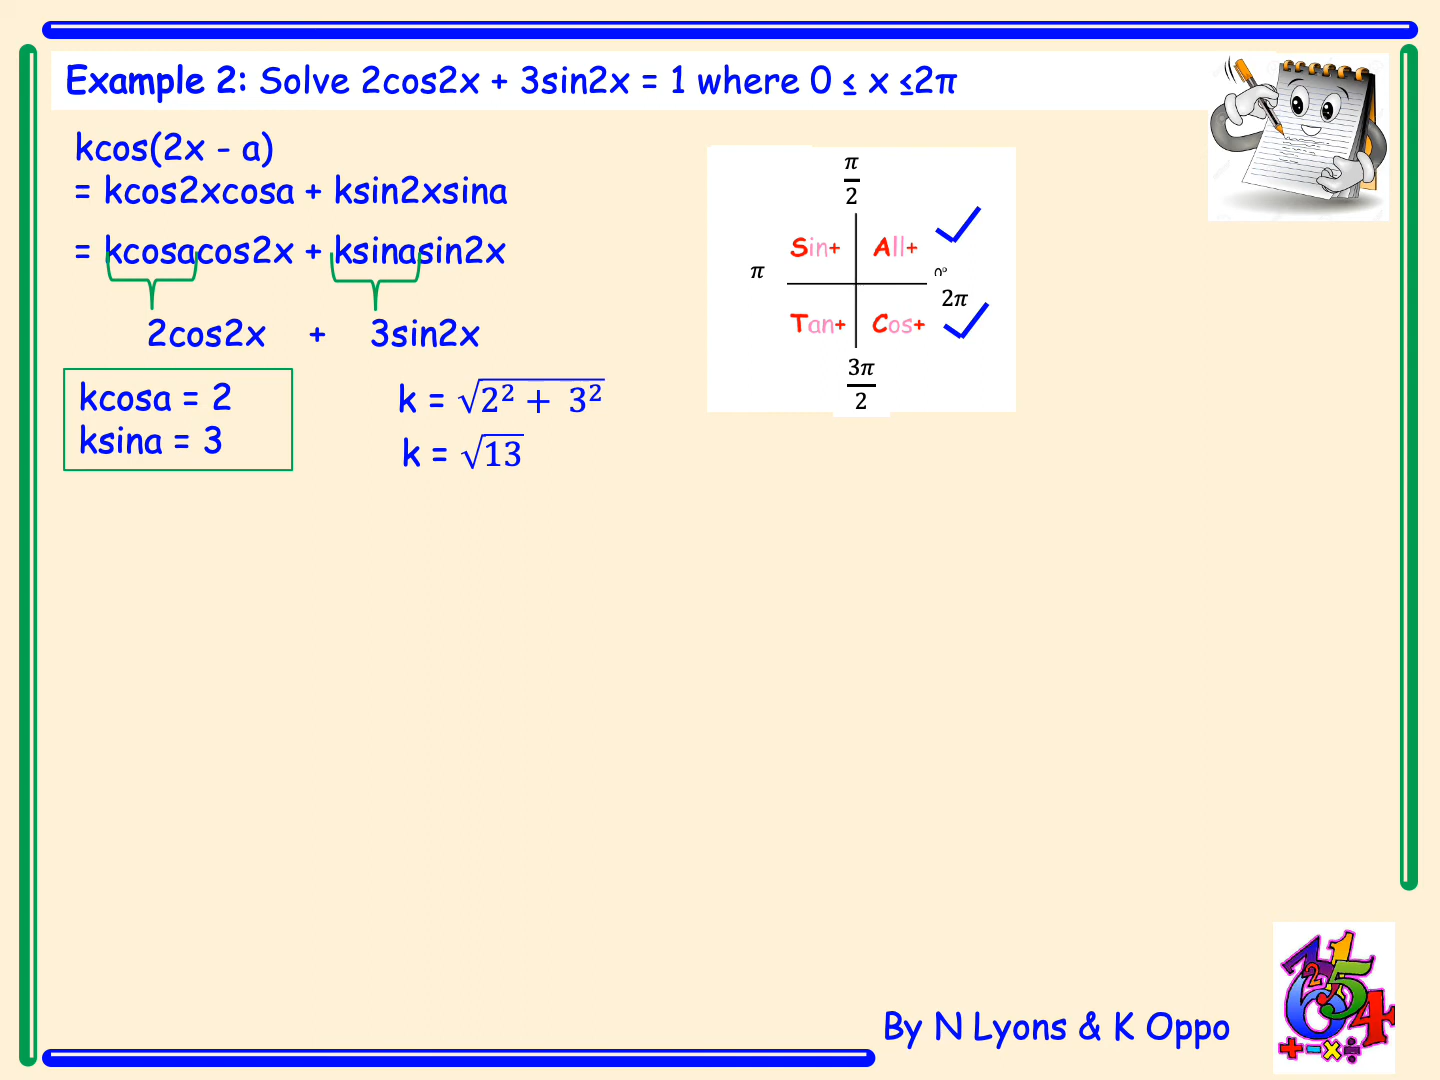 Example 2: Solve 2cos2x + 3sin2x = 1 where 0 ≤ x ≤2π
kcos(2x - a)
= kcos2xcosa + ksin2xsina
= kcosacos2x + ksinasin2x
2cos2x + 3sin2x
kcosa = 2
ksina = 3
k = √(2² + 3²)
k = √13
π/2
Sin+ All+
π 0°
2π
Tan+ Cos+
3π/2
By N Lyons & K Oppo